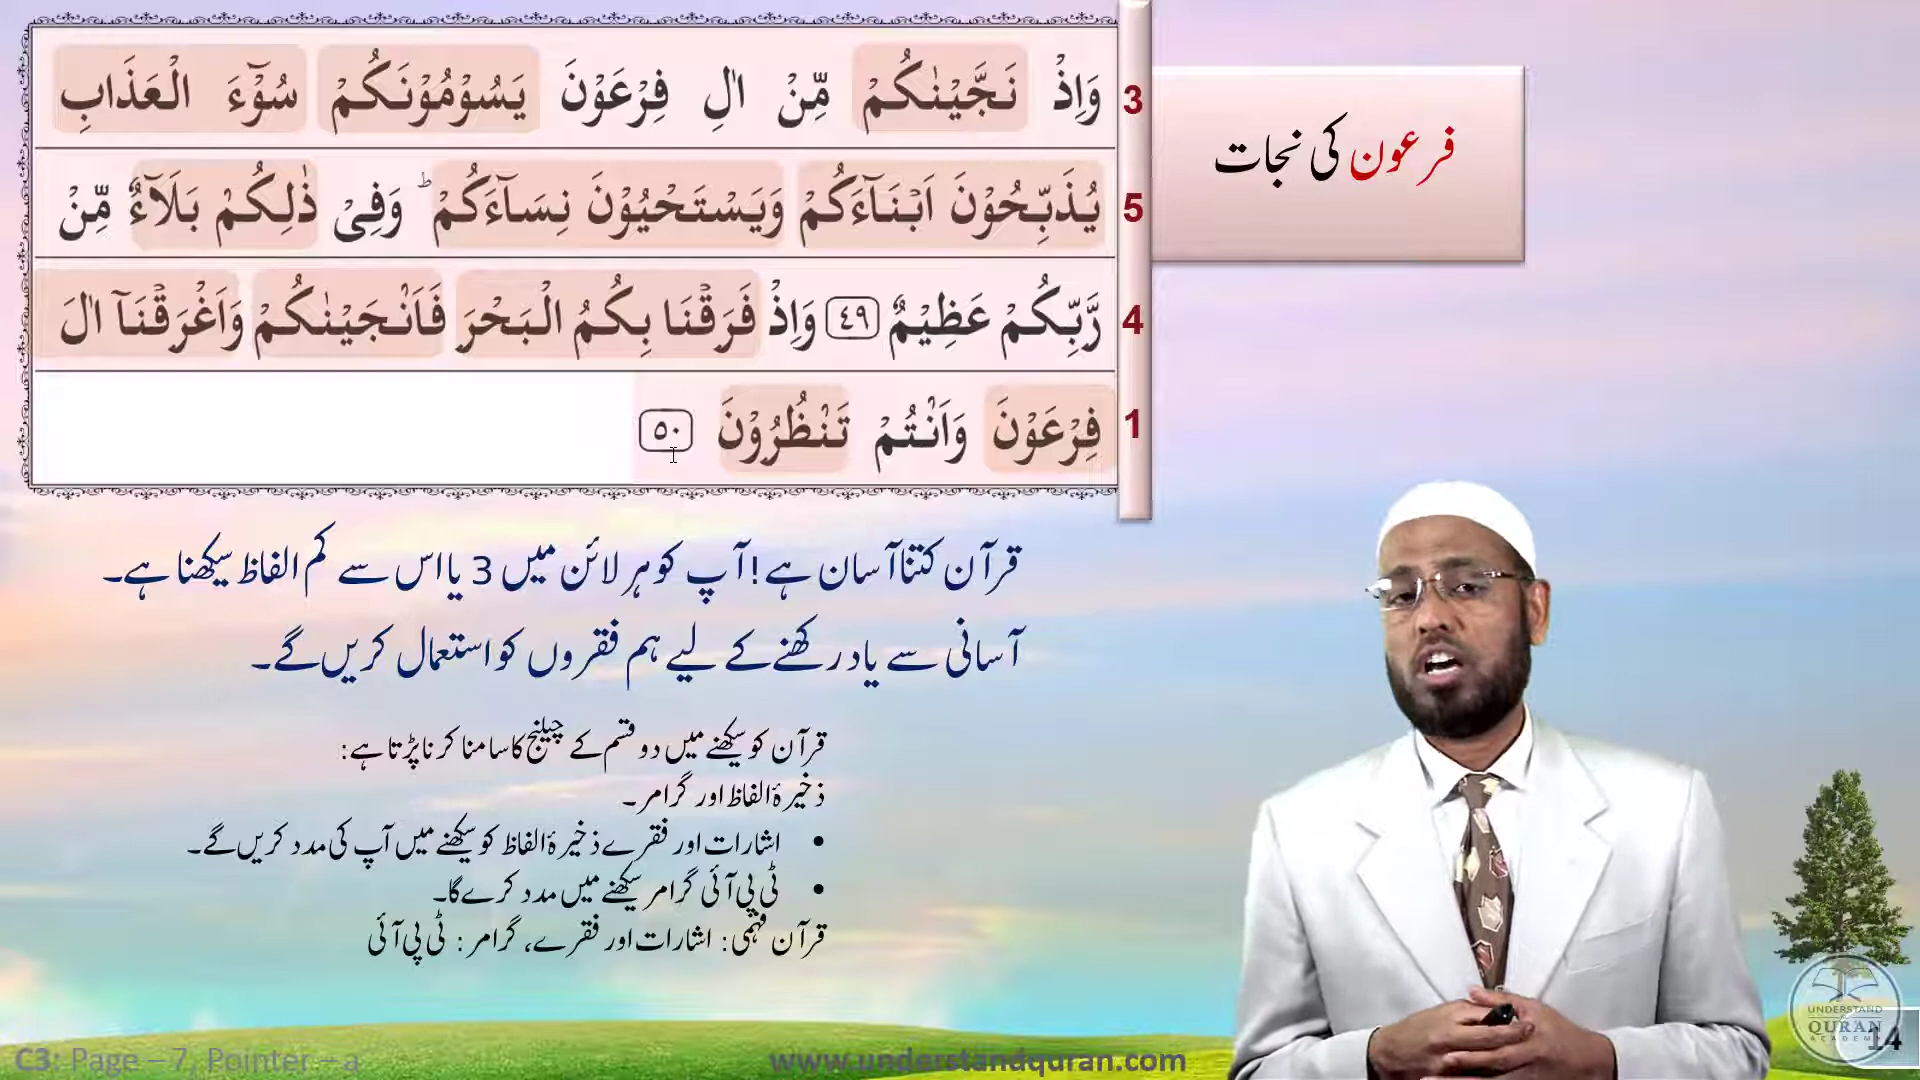 وَاِذْ نَجَّيْنٰكُمْ مِّنْ اٰلِ فِرْعَوْنَ يَسُوْمُوْنَكُمْ سُوْٓءَ الْعَذَابِ 3
يُذَبِّحُوْنَ اَبْنَآءَكُمْ وَيَسْتَحْيُوْنَ نِسَآءَكُمْ ؕ وَفِىْ ذٰلِكُمْ بَلَآءٌ مِّنْ 5
رَّبِّكُمْ عَظِيْمٌ ٤٩ وَاِذْ فَرَقْنَا بِكُمُ الْبَحْرَ فَاَنْجَيْنٰكُمْ وَاَغْرَقْنَآ اٰلَ 4
فِرْعَوْنَ وَاَنْتُمْ تَنْظُرُوْنَ ٥٠ 1
فرعون کی نجات
قرآن کتنا آسان ہے! آپ کو ہر لائن میں 3 یا اس سے کم الفاظ سیکھنا ہے۔
آسانی سے یاد رکھنے کے لیے ہم فقروں کو استعمال کریں گے۔
قرآن کو سیکھنے میں دو قسم کے چیلنج کا سامنا کرنا پڑتا ہے:
ذخیرۂ الفاظ اور گرامر۔
• اشارات اور فقرے ذخیرۂ الفاظ کو سیکھنے میں آپ کی مدد کریں گے۔
• ٹی پی آئی گرامر سیکھنے میں مدد کرے گا۔
قرآن فہمی: اشارات اور فقرے، گرامر: ٹی پی آئی
C3: Page – 7, Pointer – a
www.understandquran.com
UNDERSTAND
QURAN
ACADEMY
14